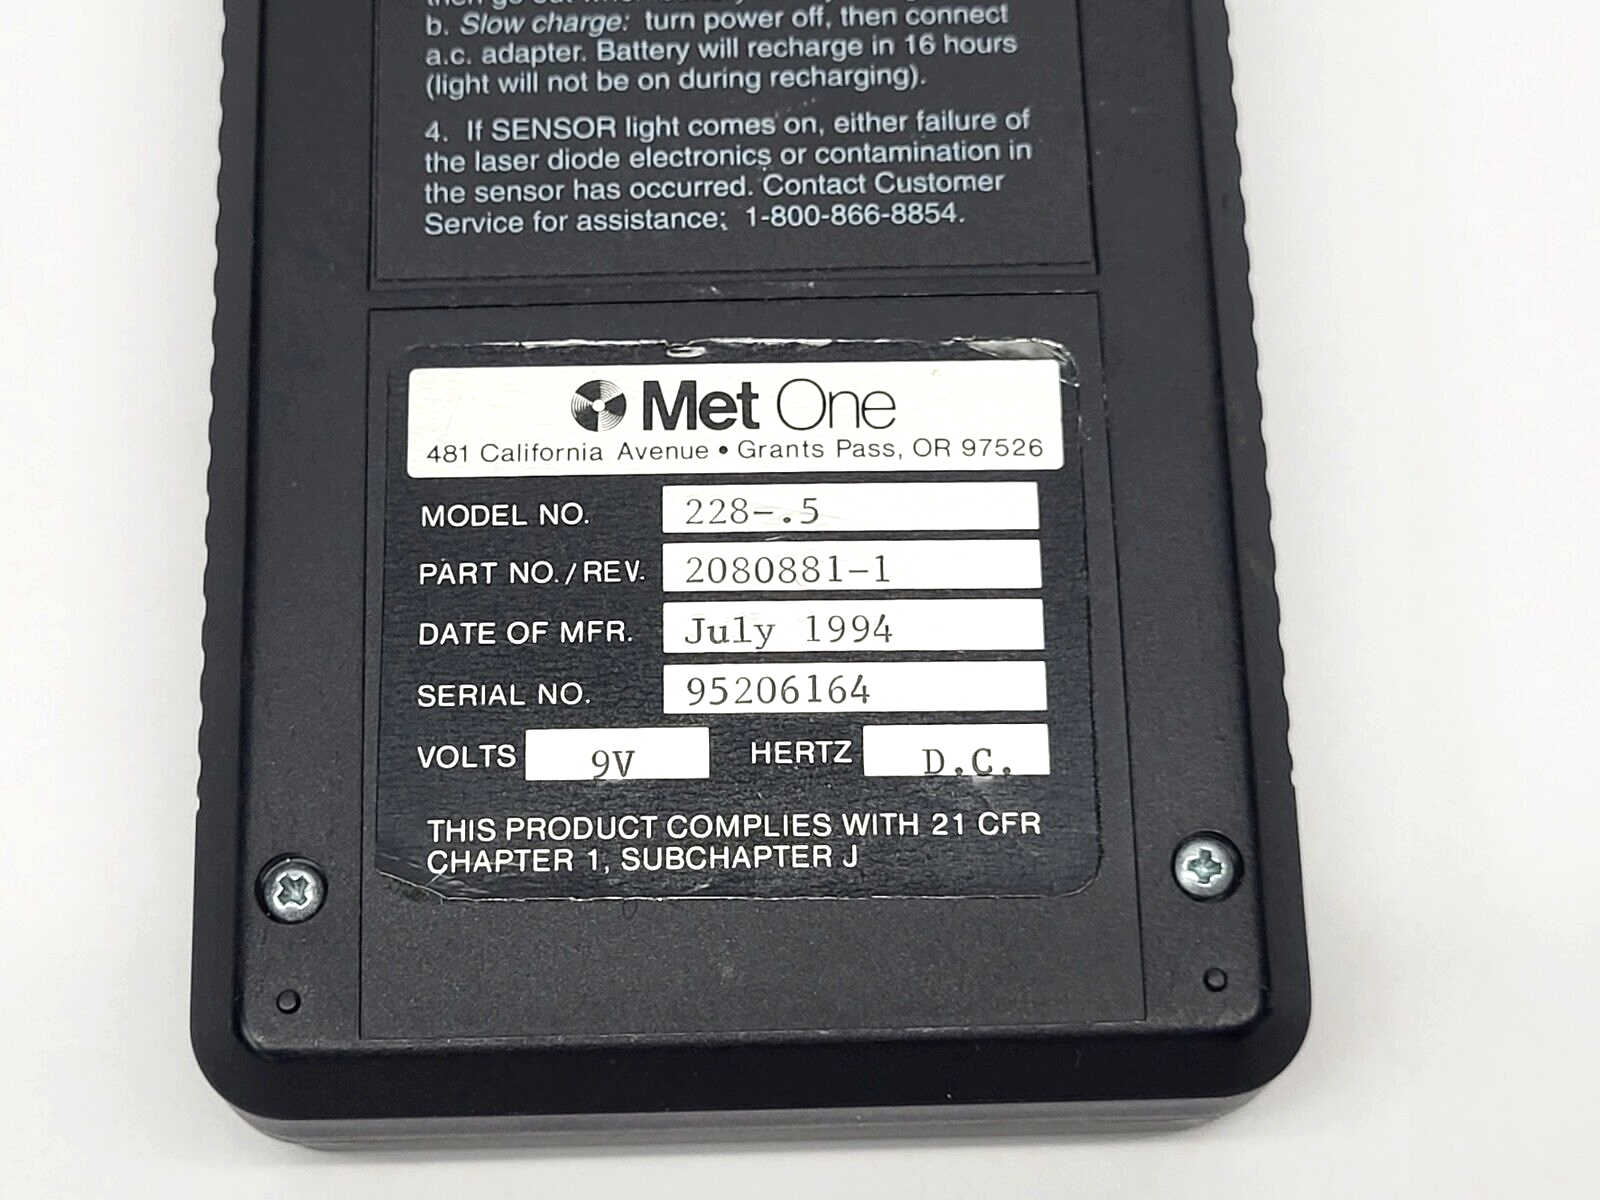 b. Slow charge: turn power off, then connect
a.c. adapter. Battery will recharge in 16 hours
(light will not be on during recharging).
4. If SENSOR light comes on, either failure of
the laser diode electronics or contamination in
the sensor has occurred. Contact Customer
Service for assistance; 1-800-866-8854.
Met One
481 California Avenue • Grants Pass, OR 97526
MODEL NO. 228-.5
PART NO./REV. 2080881-1
DATE OF MFR. July 1994
SERIAL NO. 95206164
VOLTS 9V HERTZ D.C.
THIS PRODUCT COMPLIES WITH 21 CFR
CHAPTER 1, SUBCHAPTER J